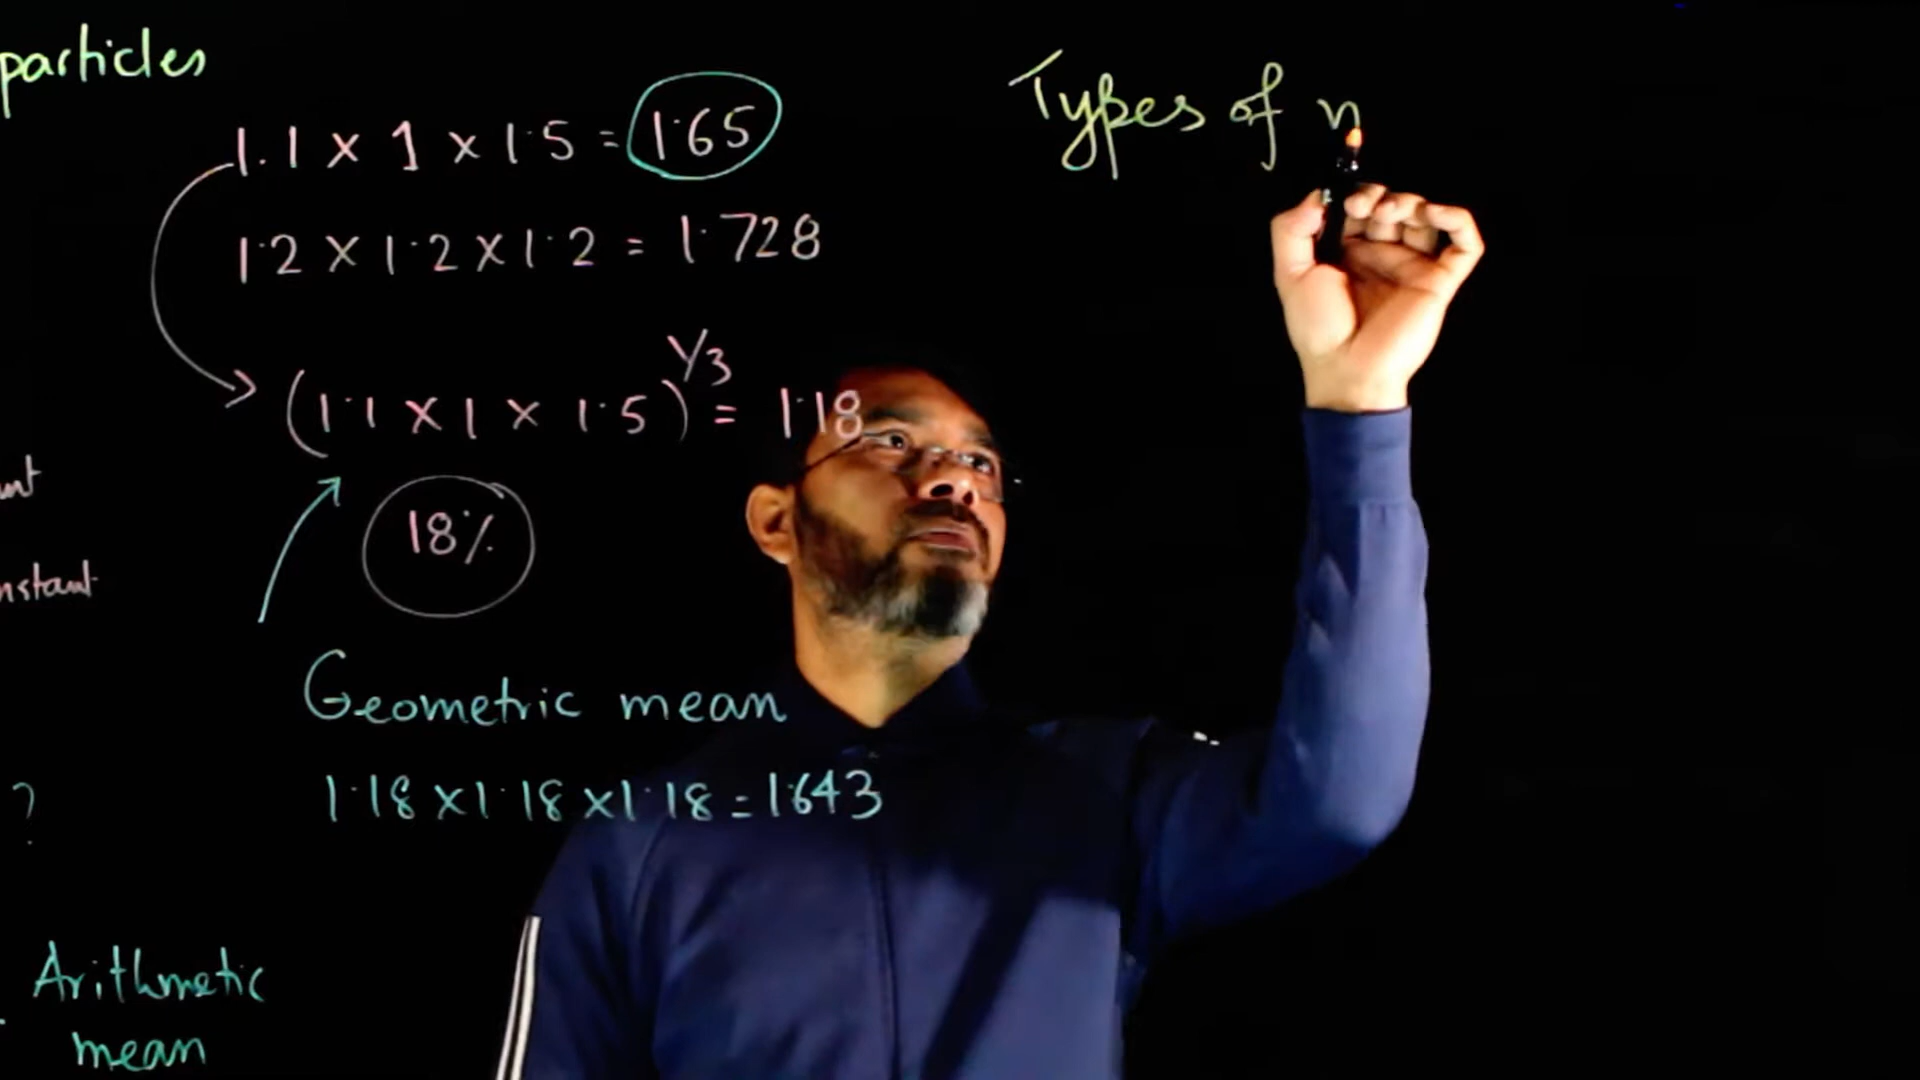 particles
1.1 x 1 x 1·5 = 1·65
1·2 x 1·2 x 1·2 = 1·728
(1·1 x 1 x 1·5)^1/3 = 1·18
18%
Geometric mean
1·18 x 1·18 x 1·18 = 1·643
?
Arithmetic
mean
Types of